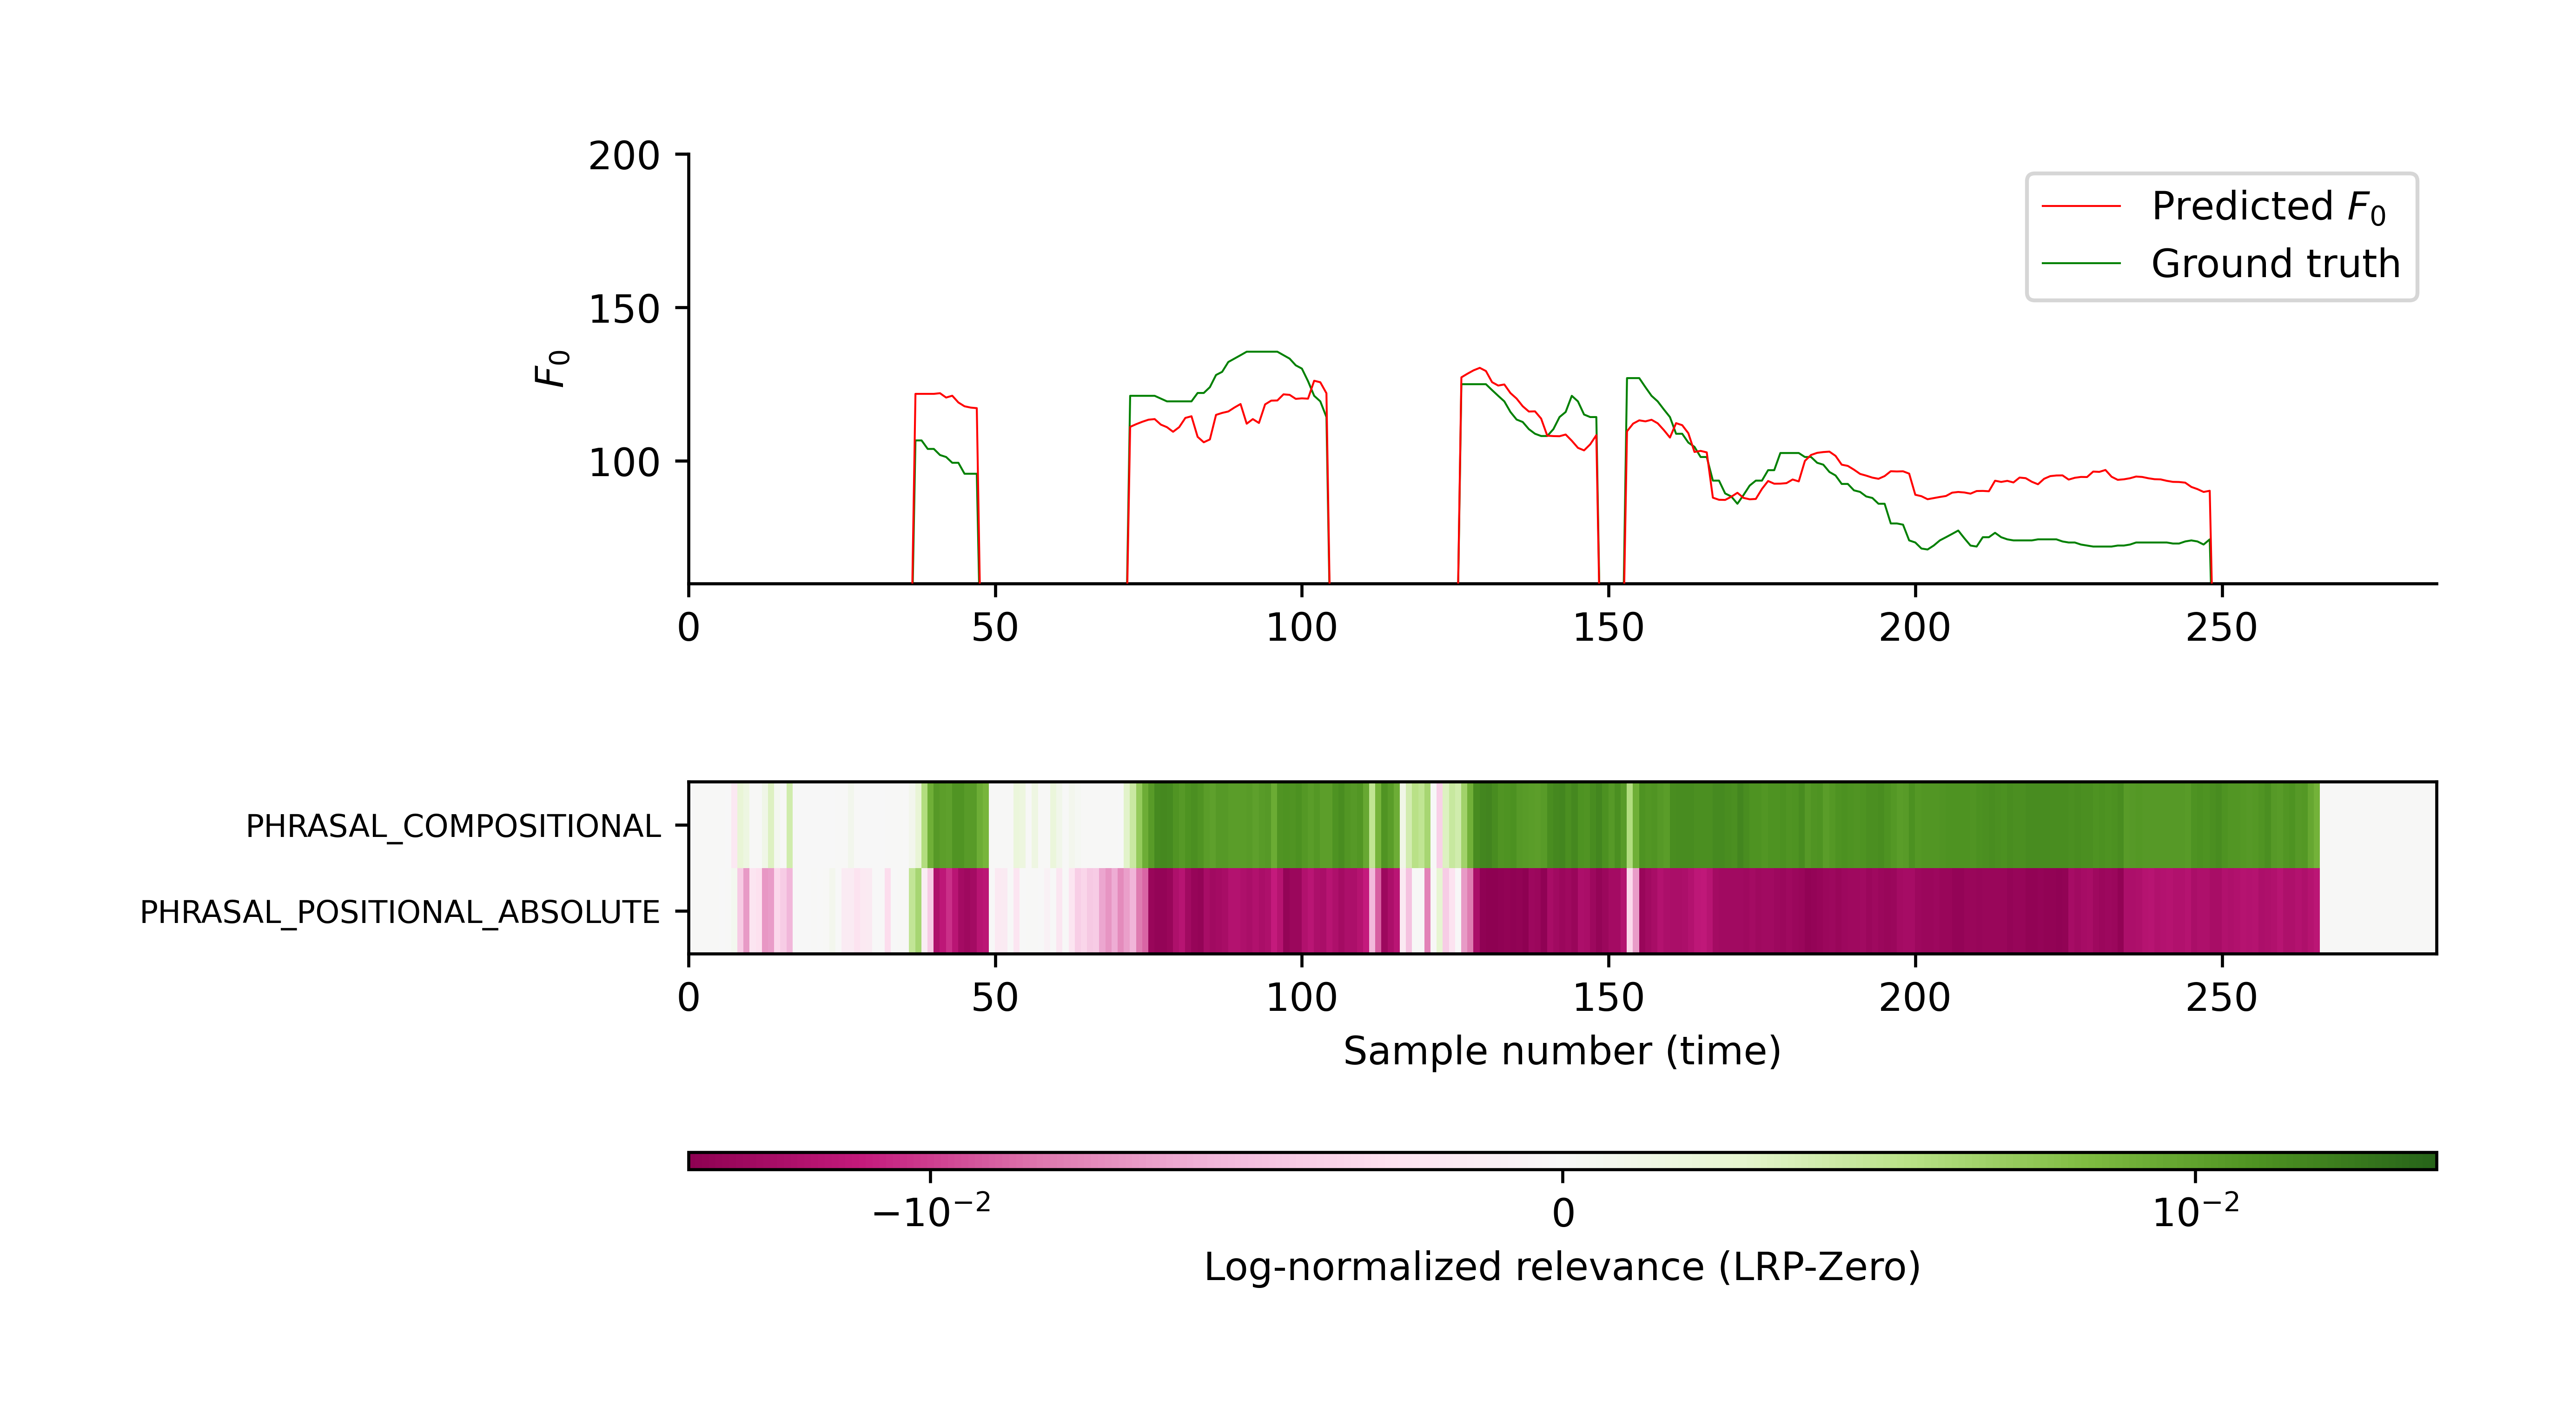 200
150
100
F₀
Predicted F₀
Ground truth
0 50 100 150 200 250
PHRASAL_COMPOSITIONAL
PHRASAL_POSITIONAL_ABSOLUTE
0 50 100 150 200 250
Sample number (time)
−10⁻² 0 10⁻²
Log-normalized relevance (LRP-Zero)